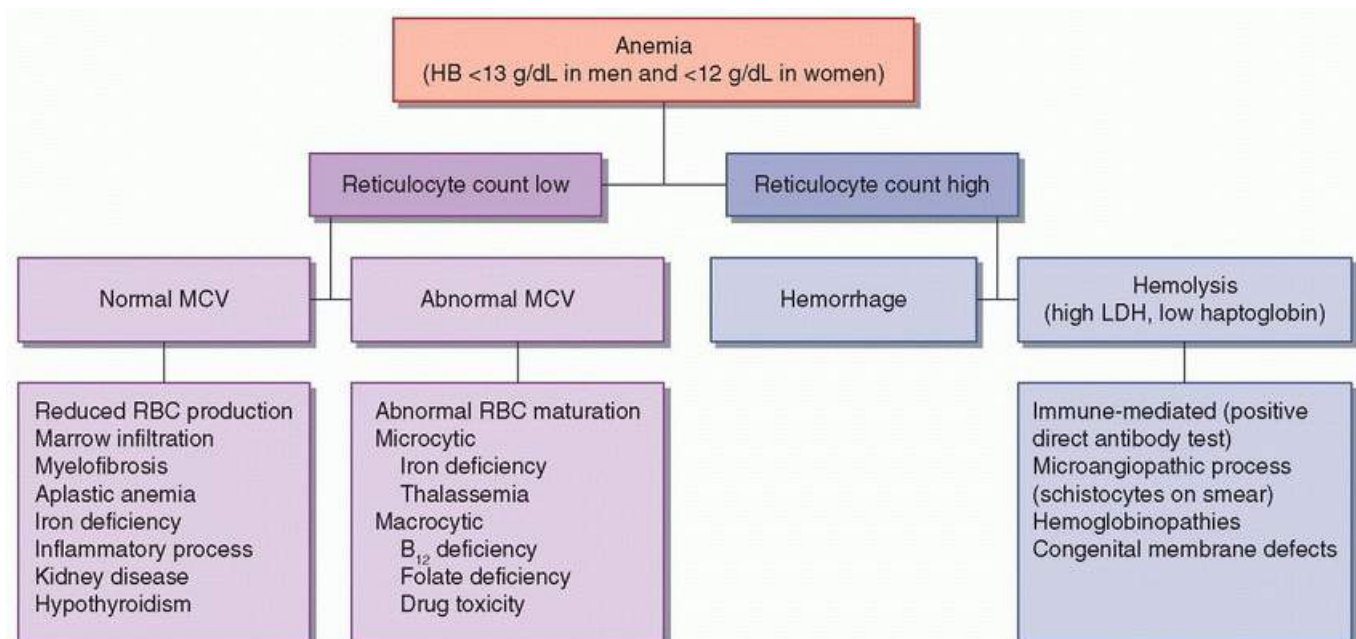 Anemia
(HB <13 g/dL in men and <12 g/dL in women)
Reticulocyte count low
Reticulocyte count high
Normal MCV
Abnormal MCV
Hemorrhage
Hemolysis
(high LDH, low haptoglobin)
Reduced RBC production
Marrow infiltration
Myelofibrosis
Aplastic anemia
Iron deficiency
Inflammatory process
Kidney disease
Hypothyroidism
Abnormal RBC maturation
Microcytic
Iron deficiency
Thalassemia
Macrocytic
B₁₂ deficiency
Folate deficiency
Drug toxicity
Immune-mediated (positive
direct antibody test)
Microangiopathic process
(schistocytes on smear)
Hemoglobinopathies
Congenital membrane defects